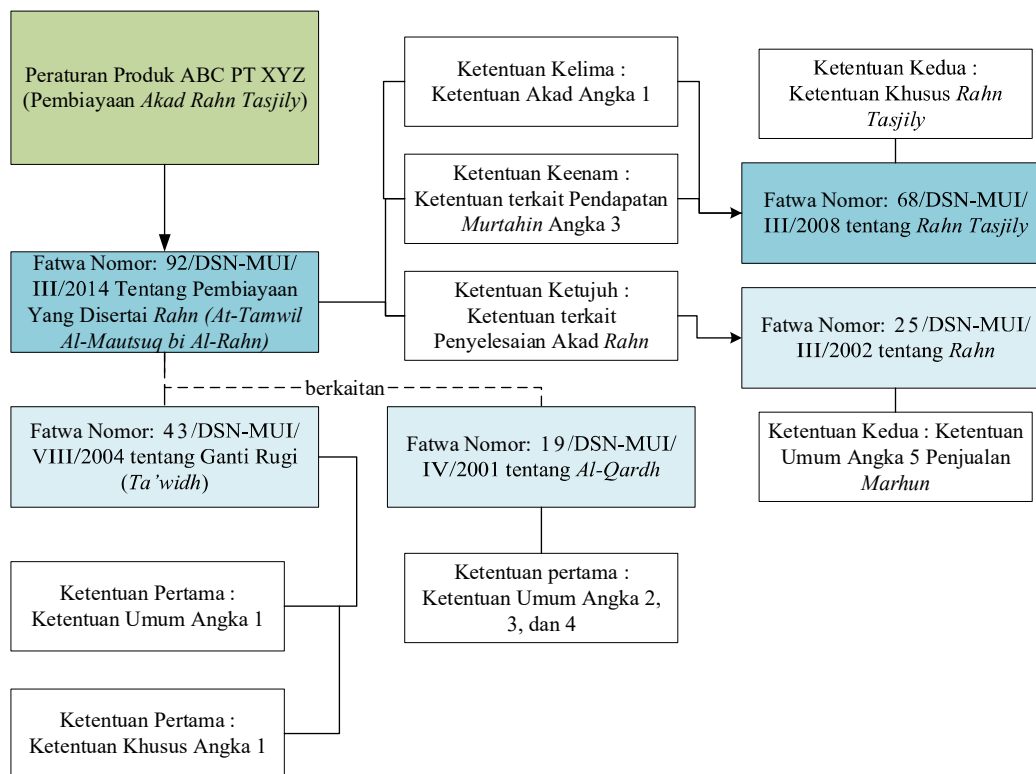 Peraturan Produk ABC PT XYZ
(Pembiayaan Akad Rahn Tasjily)
Ketentuan Kelima :
Ketentuan Akad Angka 1
Ketentuan Kedua :
Ketentuan Khusus Rahn
Tasjily
Ketentuan Keenam :
Ketentuan terkait Pendapatan
Murtahin Angka 3
Fatwa Nomor: 68/DSN-MUI/
III/2008 tentang Rahn Tasjily
Fatwa Nomor: 92/DSN-MUI/
III/2014 Tentang Pembiayaan
Yang Disertai Rahn (At-Tamwil
Al-Mautsuq bi Al-Rahn)
Ketentuan Ketujuh :
Ketentuan terkait
Penyelesaian Akad Rahn
Fatwa Nomor: 25/DSN-MUI/
III/2002 tentang Rahn
berkaitan
Fatwa Nomor: 43/DSN-MUI/
VIII/2004 tentang Ganti Rugi
(Ta’widh)
Fatwa Nomor: 19/DSN-MUI/
IV/2001 tentang Al-Qardh
Ketentuan Kedua : Ketentuan
Umum Angka 5 Penjualan
Marhun
Ketentuan Pertama :
Ketentuan Umum Angka 1
Ketentuan pertama :
Ketentuan Umum Angka 2,
3, dan 4
Ketentuan Pertama :
Ketentuan Khusus Angka 1